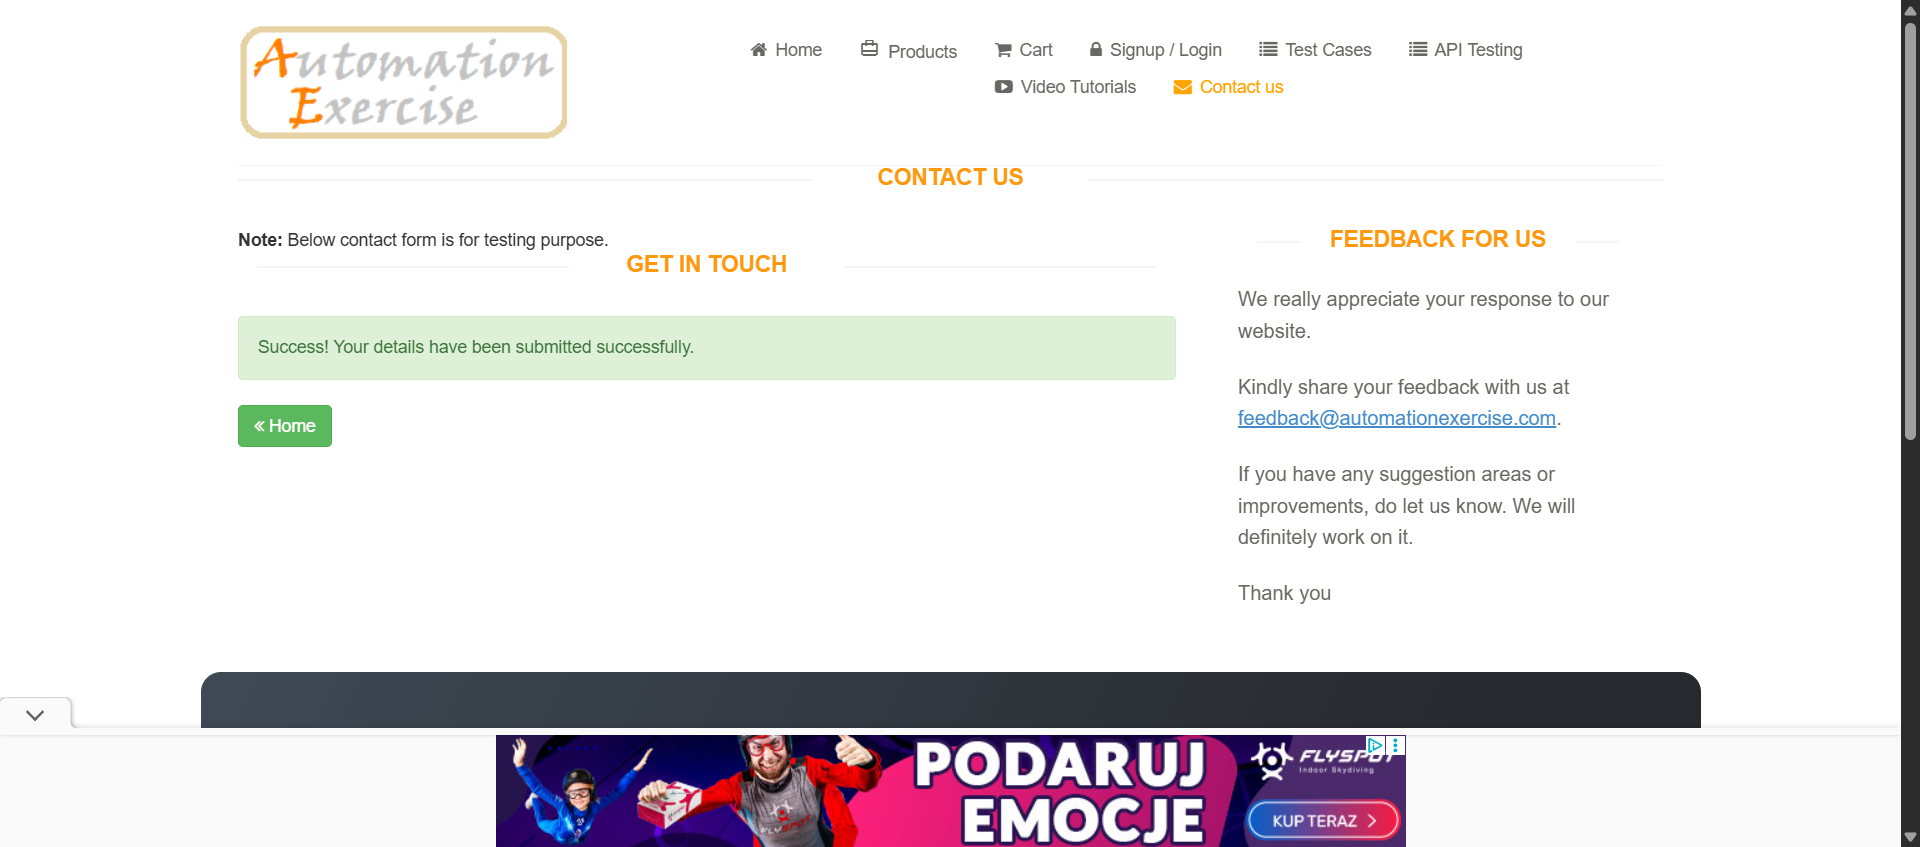 Automation
Exercise
Home
Products
Cart
Signup / Login
Test Cases
API Testing
Video Tutorials
Contact us
CONTACT US
Note: Below contact form is for testing purpose.
GET IN TOUCH
Success! Your details have been submitted successfully.
« Home
FEEDBACK FOR US
We really appreciate your response to our
website.
Kindly share your feedback with us at
feedback@automationexercise.com.
If you have any suggestion areas or
improvements, do let us know. We will
definitely work on it.
Thank you
PODARUJ
EMOCJE
FLYSPOT
FLYSPOT
Indoor Skydiving
KUP TERAZ